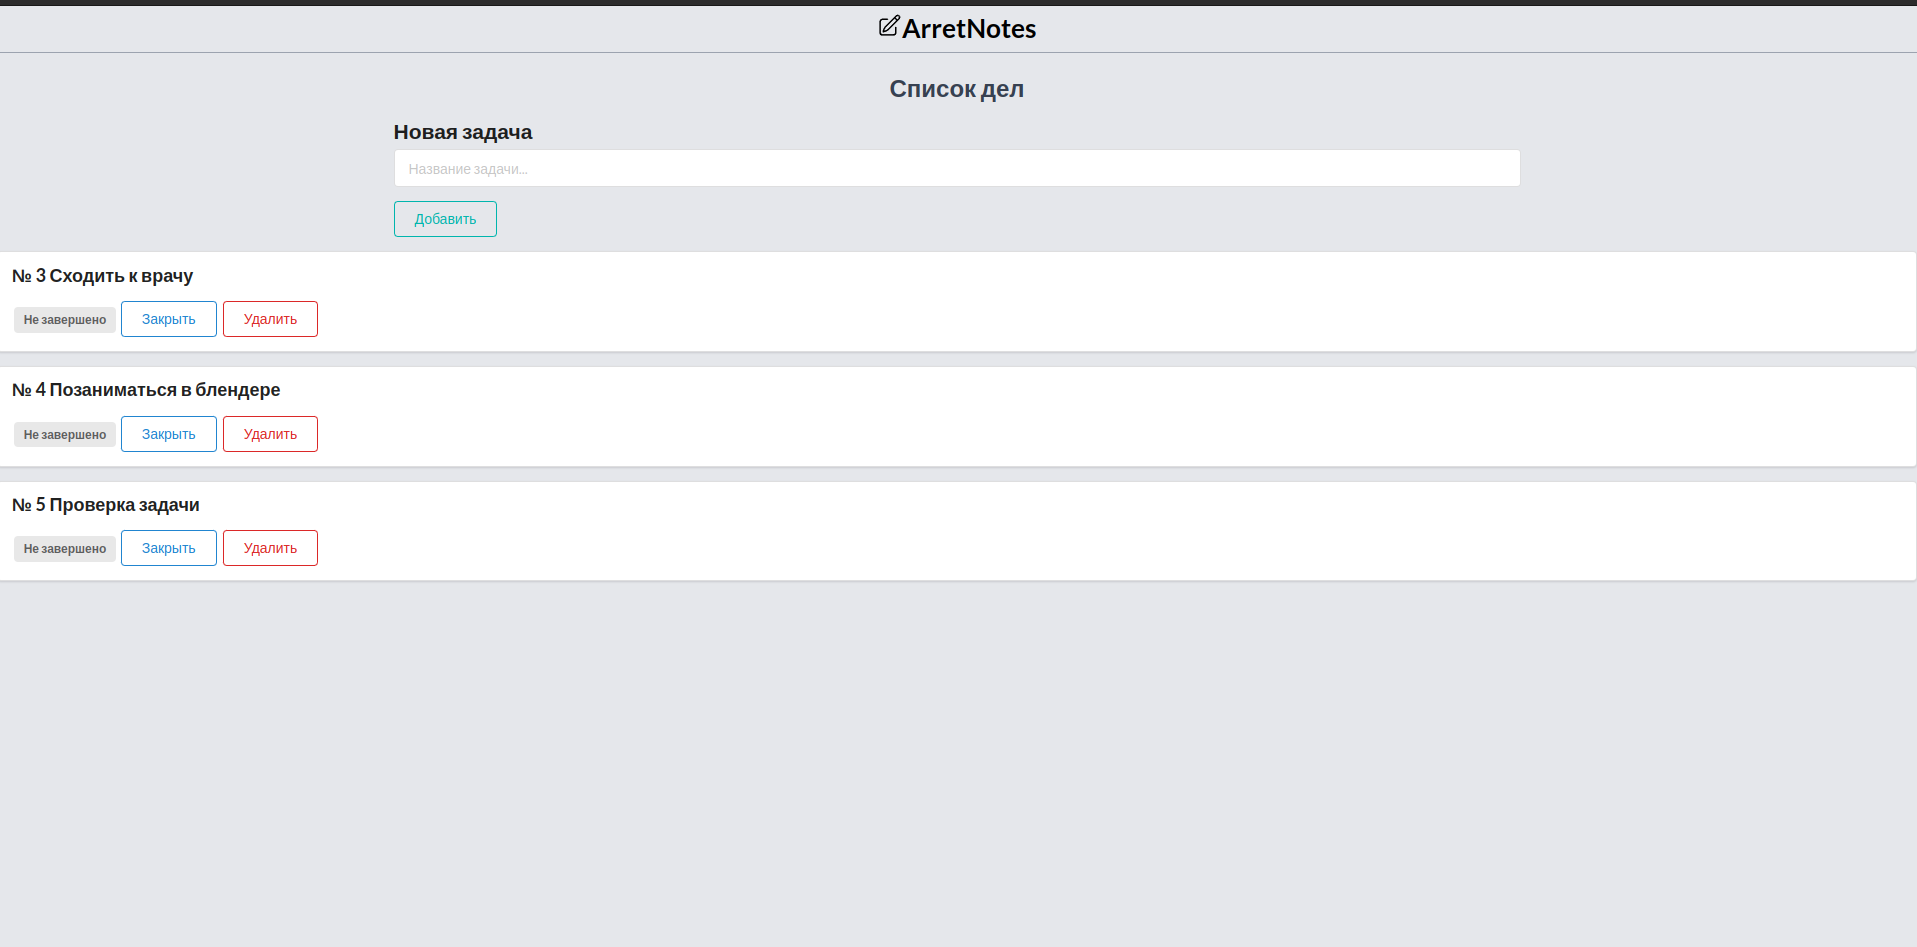 ArretNotes
Список дел
Новая задача
Название задачи...
Добавить
№ 3 Сходить к врачу
Не завершено Закрыть Удалить
№ 4 Позаниматься в блендере
Не завершено Закрыть Удалить
№ 5 Проверка задачи
Не завершено Закрыть Удалить